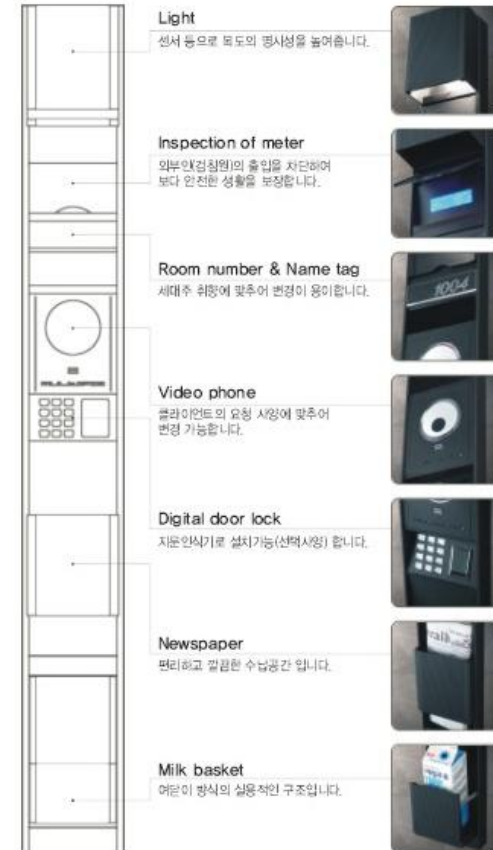 Light
센서 등으로 복도의 명시성을 높여줍니다.
Inspection of meter
외부인(검침원)의 출입을 차단하여
보다 안전한 생활을 보장합니다.
Room number & Name tag
세대주 취향에 맞추어 변경이 용이합니다.
1004
Video phone
클라이언트의 요청 사양에 맞추어
변경 가능합니다.
Digital door lock
지문인식기로 설치가능(선택사양) 합니다.
Newspaper
편리하고 깔끔한 수납공간 입니다.
Milk basket
여닫이 방식의 실용적인 구조입니다.